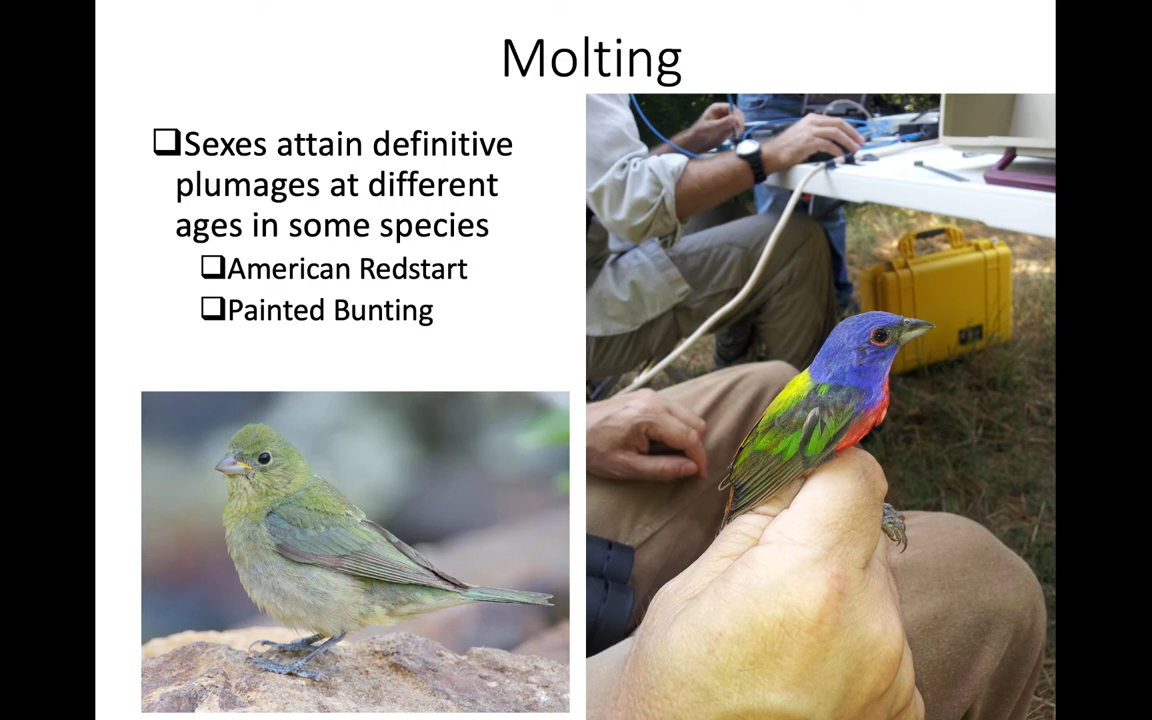 Molting
❑Sexes attain definitive
plumages at different
ages in some species
❑American Redstart
❑Painted Bunting